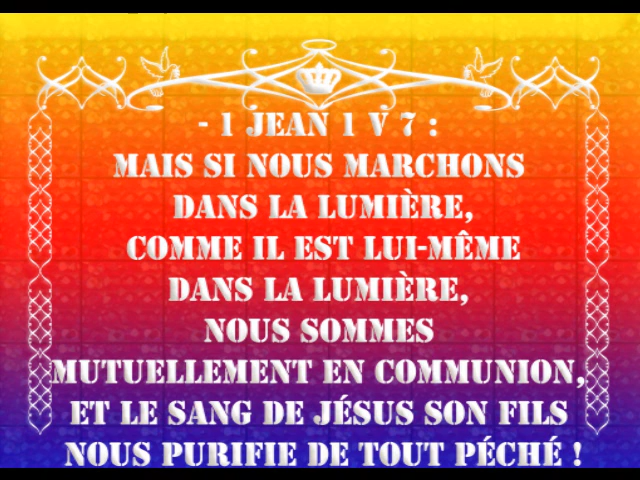 - 1 JEAN 1 V 7 :
MAIS SI NOUS MARCHONS
DANS LA LUMIÈRE,
COMME IL EST LUI-MÊME
DANS LA LUMIÈRE,
NOUS SOMMES
MUTUELLEMENT EN COMMUNION,
ET LE SANG DE JÉSUS SON FILS
NOUS PURIFIE DE TOUT PÉCHÉ !